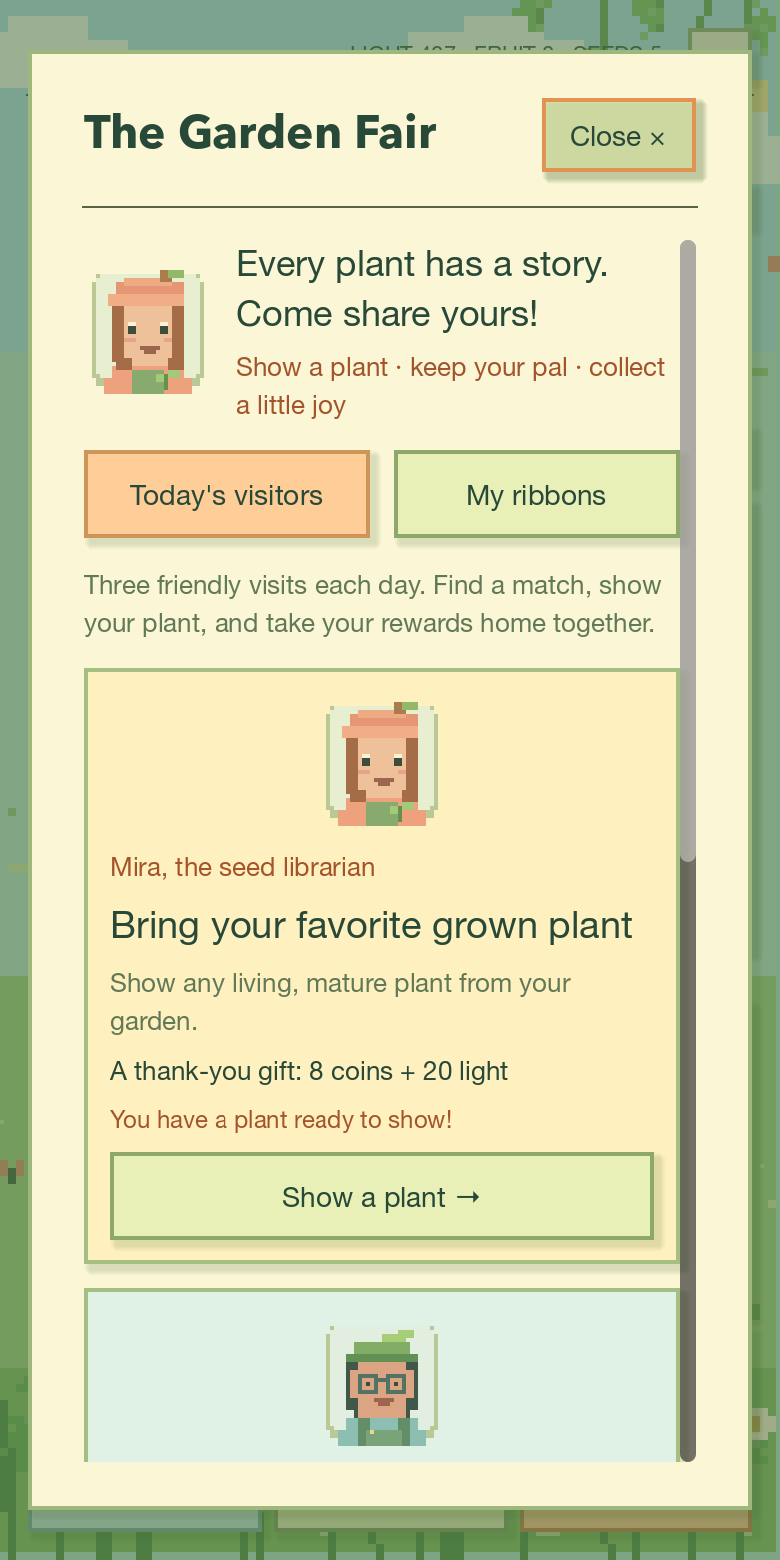 The Garden Fair
Close ×
Every plant has a story.
Come share yours!
Show a plant · keep your pal · collect
a little joy
Today's visitors
My ribbons
Three friendly visits each day. Find a match, show
your plant, and take your rewards home together.
Mira, the seed librarian
Bring your favorite grown plant
Show any living, mature plant from your
garden.
A thank-you gift: 8 coins + 20 light
You have a plant ready to show!
Show a plant →